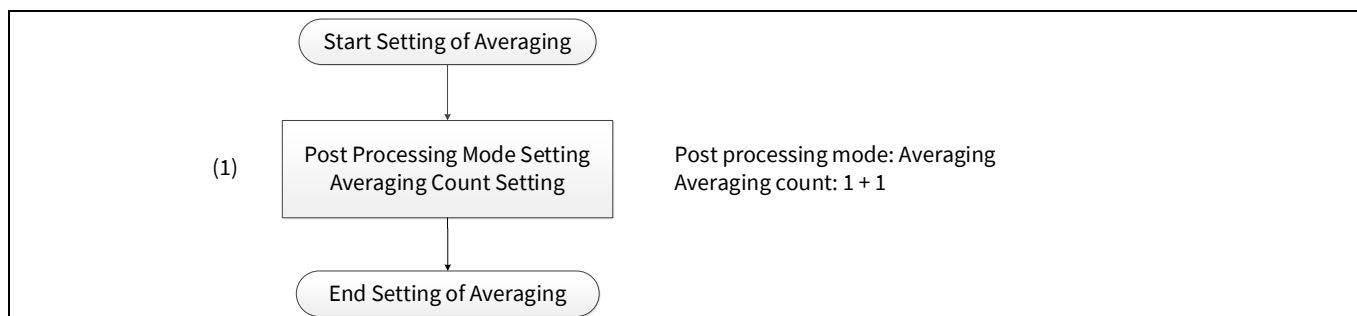 Start Setting of Averaging
(1)
Post Processing Mode Setting
Averaging Count Setting
Post processing mode: Averaging
Averaging count: 1 + 1
End Setting of Averaging